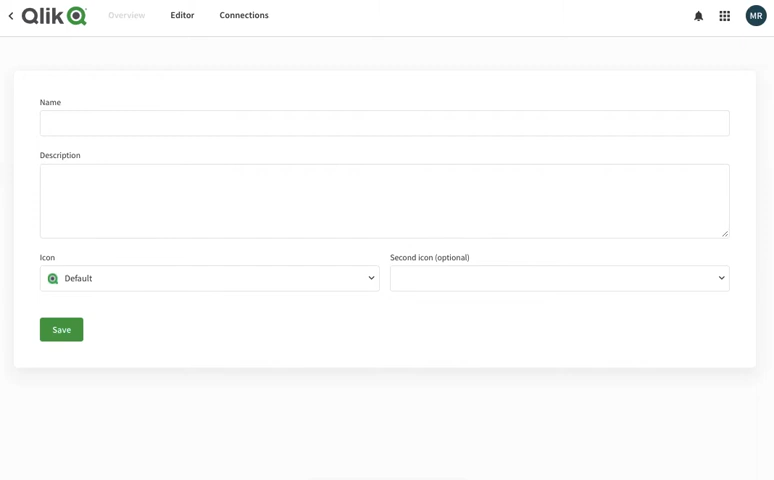 Qlik Overview Editor Connections MR
Name
Description
Icon Second icon (optional)
Default
Save